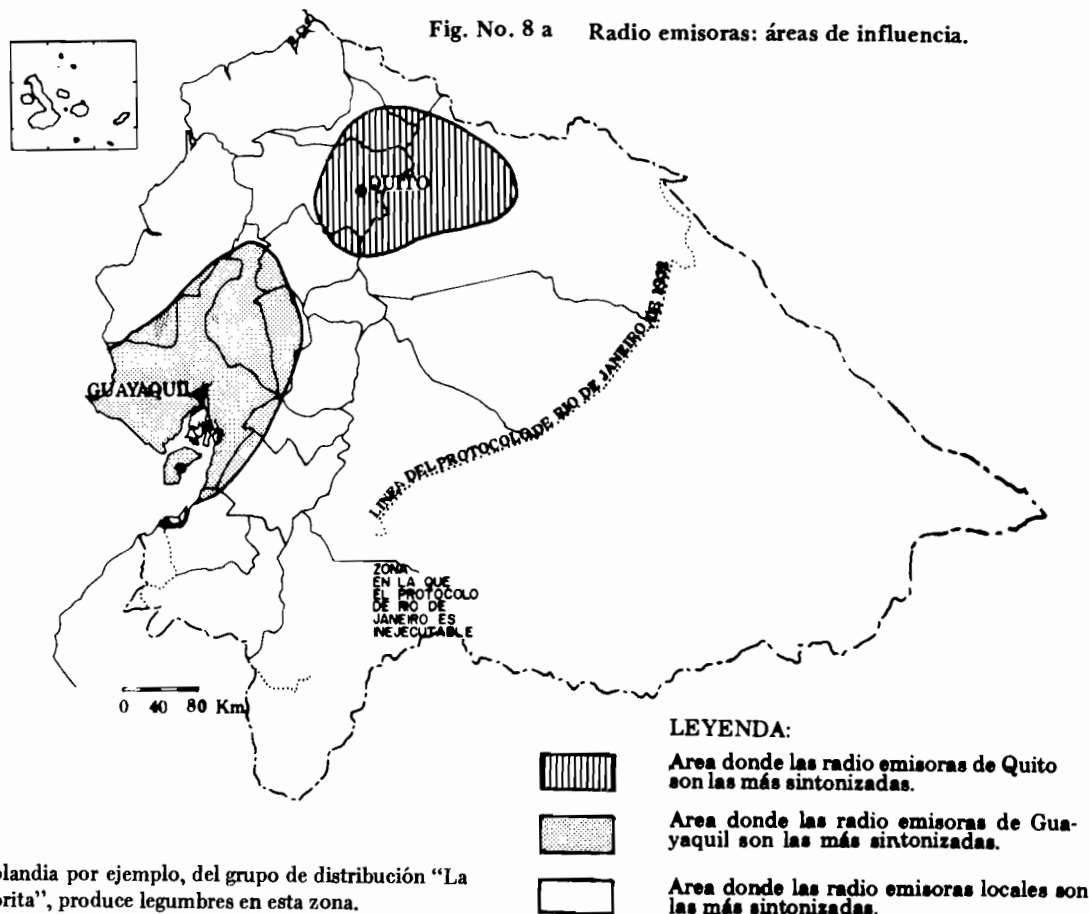 Fig. No. 8 a Radio emisoras: áreas de influencia.
QUITO
GUAYAQUIL
LINEA DEL PROTOCOLO DE RIO DE JANEIRO DE
ZONA
EN LA QUE
EL PROTOCOLO
DE RIO DE
JANEIRO ES
INEJECUTABLE
0 40 80 Km
LEYENDA:
Area donde las radio emisoras de Quito
son las más sintonizadas.
Area donde las radio emisoras de Gua-
yaquil son las más sintonizadas.
Area donde las radio emisoras locales son
las más sintonizadas.
olandia por ejemplo, del grupo de distribución “La
orita”, produce legumbres en esta zona.